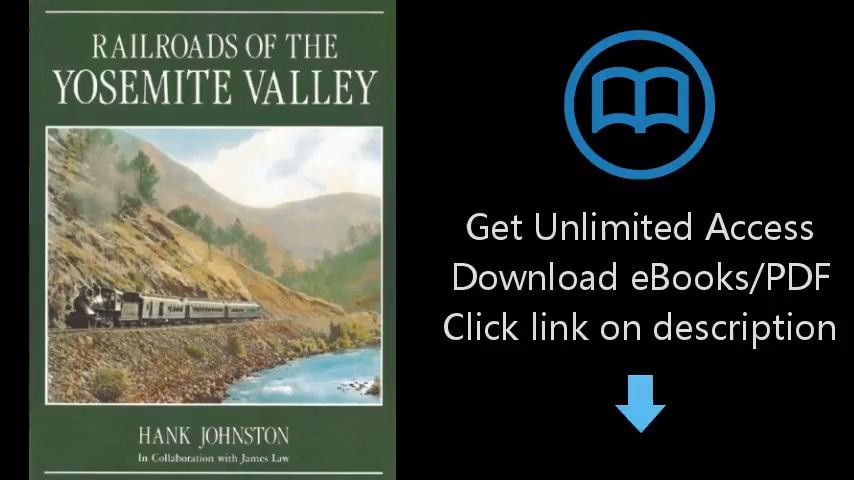 RAILROADS OF THE
YOSEMITE VALLEY
HANK JOHNSTON
In Collaboration with James Law
Get Unlimited Access
Download eBooks/PDF
Click link on description